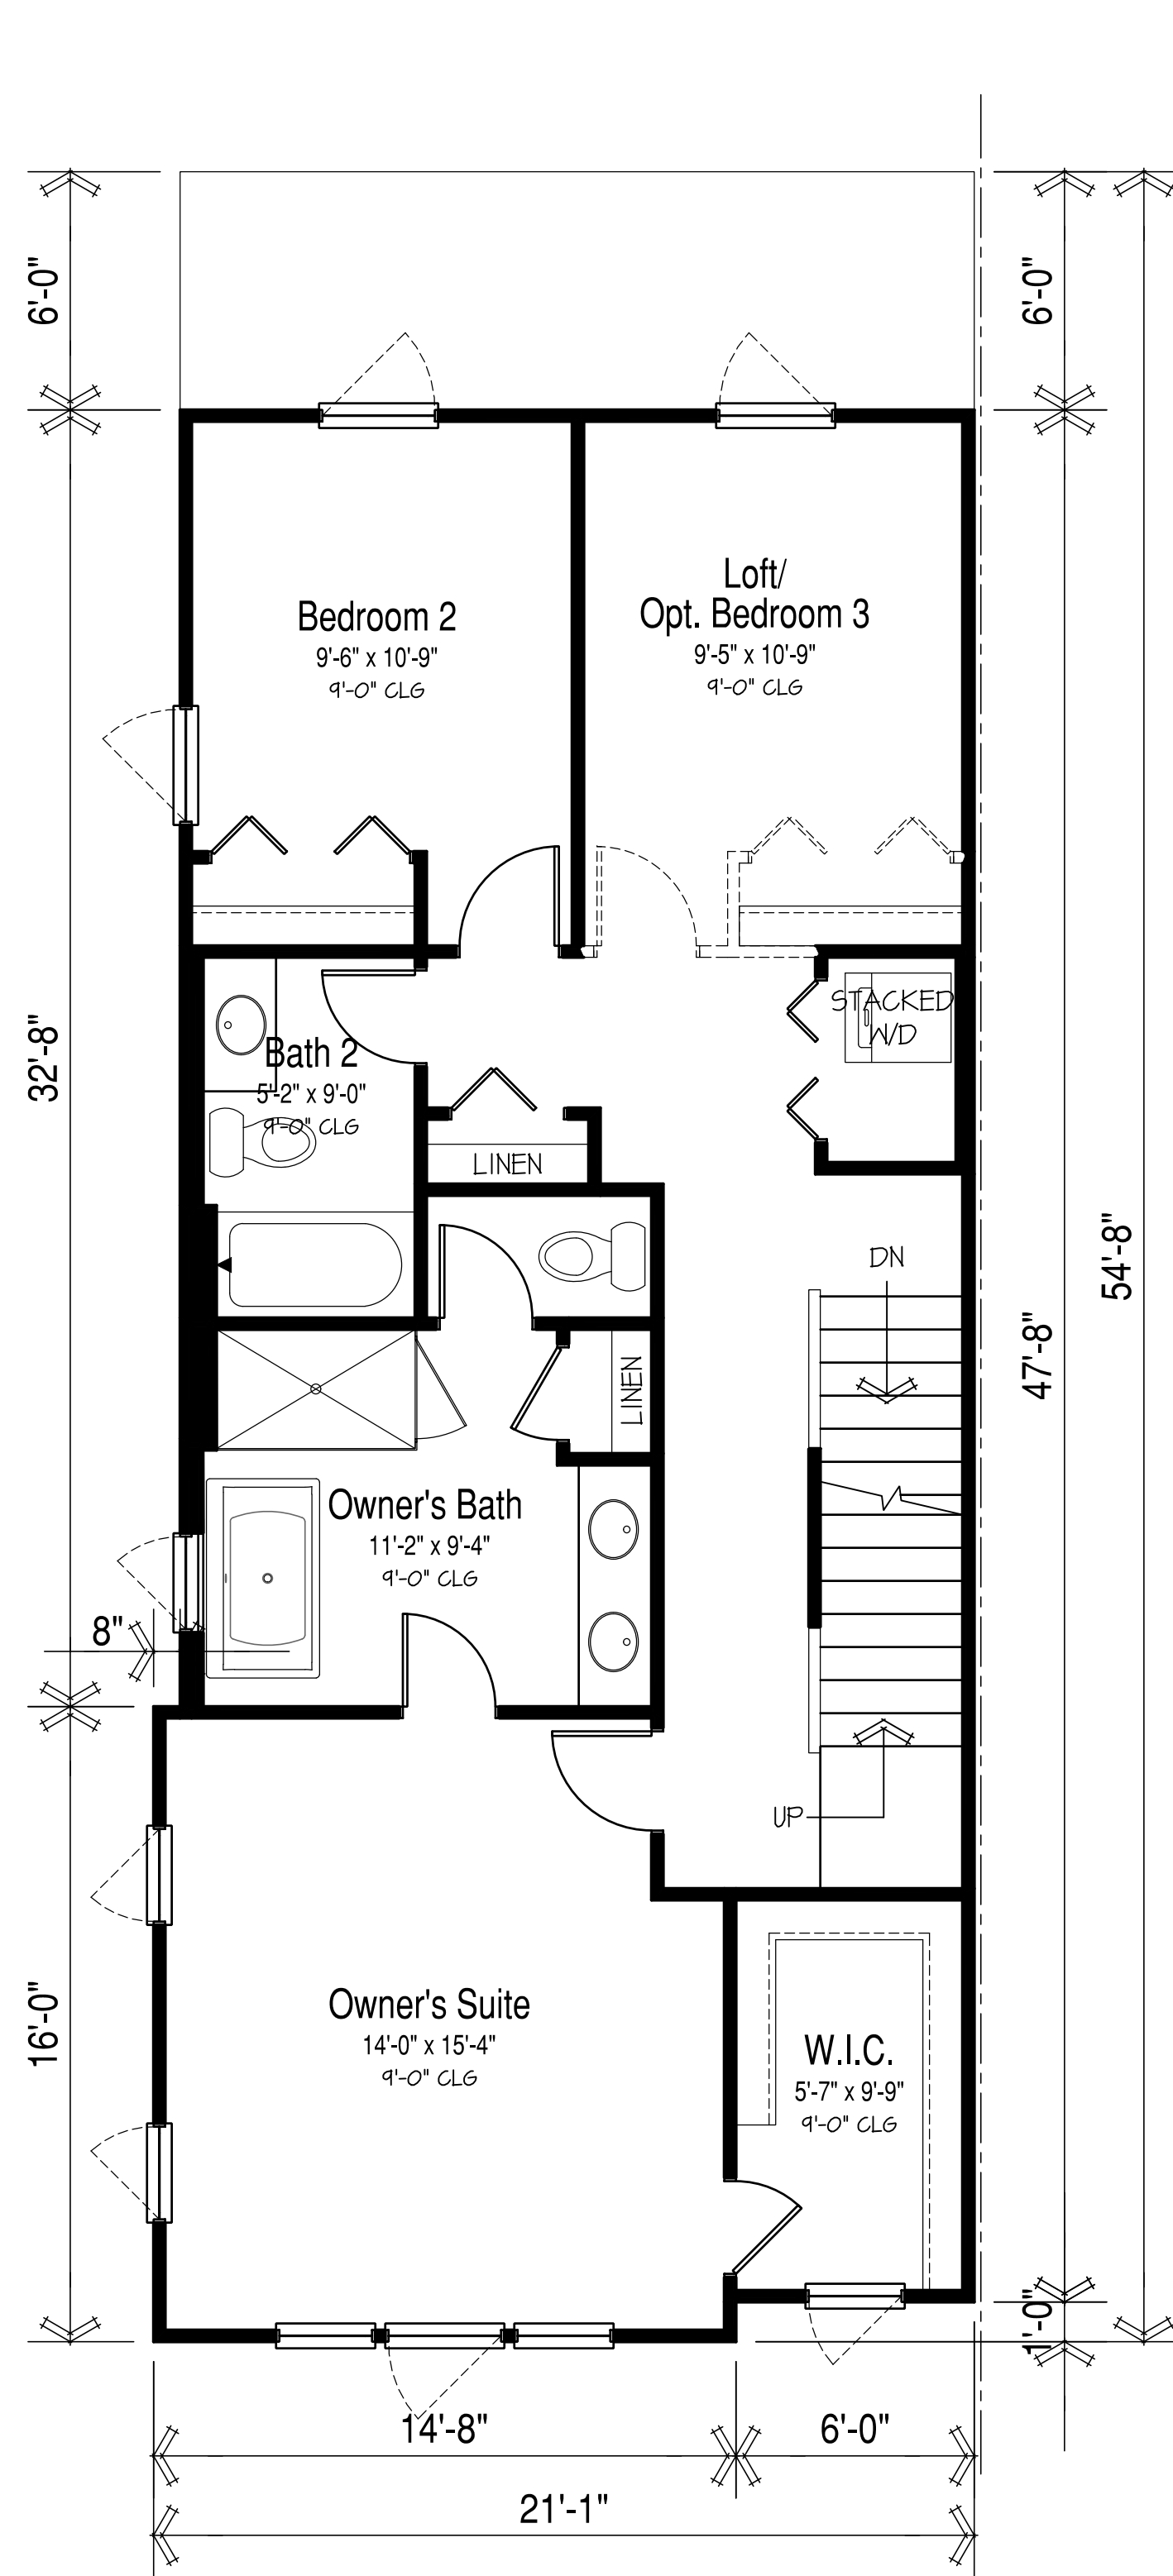 6'-0"
6'-0"
Loft/
Opt. Bedroom 3
9'-5" x 10'-9"
9'-0" CLG
Bedroom 2
9'-6" x 10'-9"
9'-0" CLG
STACKED
W/D
32'-8"
Bath 2
5'-2" x 9'-0"
9'-0" CLG
LINEN
DN
54'-8"
47'-8"
LINEN
Owner's Bath
11'-2" x 9'-4"
9'-0" CLG
8"
UP
16'-0"
Owner's Suite
14'-0" x 15'-4"
9'-0" CLG
W.I.C.
5'-7" x 9'-9"
9'-0" CLG
1'-0"
14'-8"
6'-0"
21'-1"